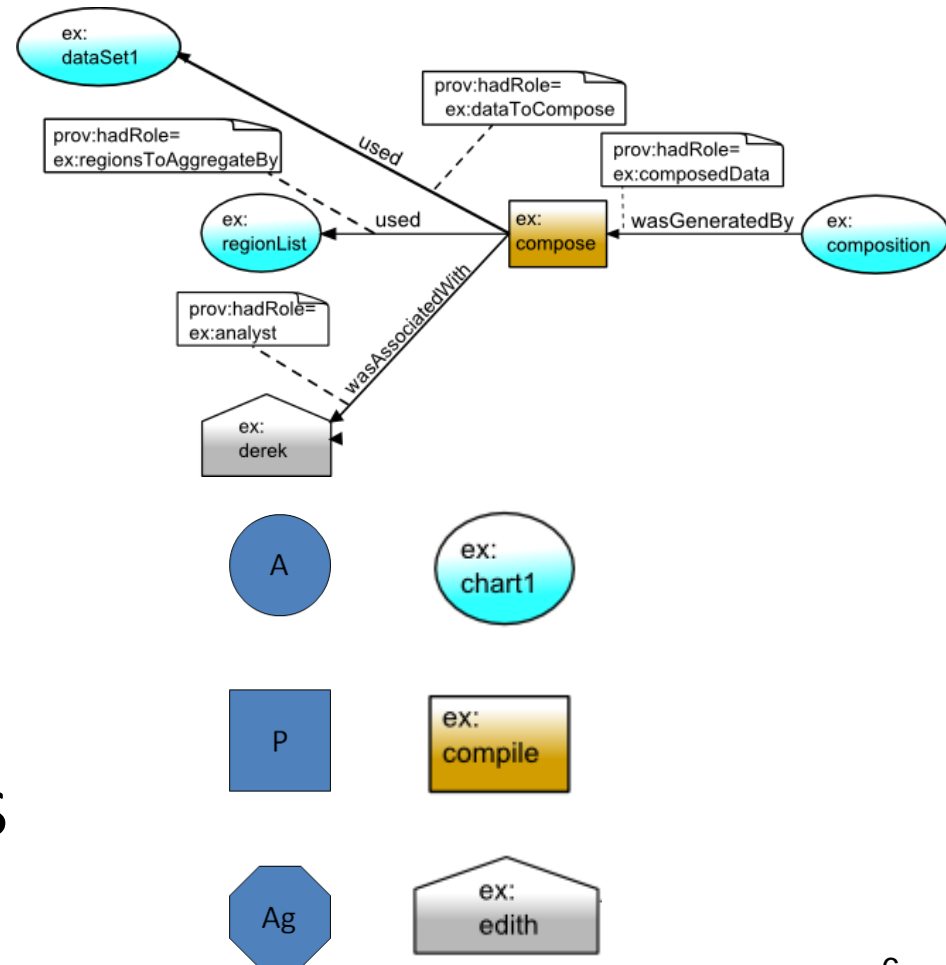 ex:
dataSet1
prov:hadRole=
ex:dataToCompose
prov:hadRole=
ex:regionsToAggregateBy
used
prov:hadRole=
ex:composedData
ex:
regionList
used
ex:
compose
wasGeneratedBy
ex:
composition
prov:hadRole=
ex:analyst
wasAssociatedWith
ex:
derek
A
ex:
chart1
P
ex:
compile
s
Ag
ex:
edith